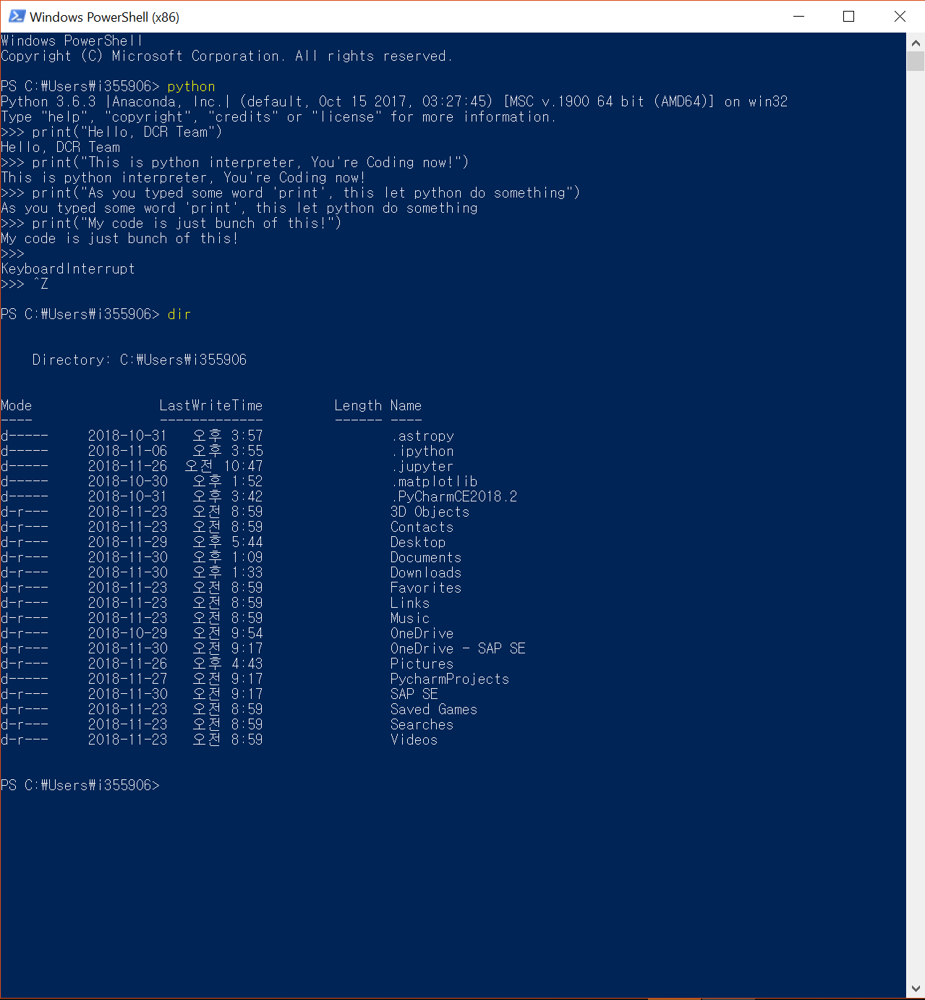 Windows PowerShell (x86)
Windows PowerShell
Copyright (C) Microsoft Corporation. All rights reserved.
PS C:₩Users₩i355906> python
Python 3.6.3 |Anaconda, Inc.| (default, Oct 15 2017, 03:27:45) [MSC v.1900 64 bit (AMD64)] on win32
Type "help", "copyright", "credits" or "license" for more information.
>>> print("Hello, DCR Team")
Hello, DCR Team
>>> print("This is python interpreter, You're Coding now!")
This is python interpreter, You're Coding now!
>>> print("As you typed some word 'print', this let python do something")
As you typed some word 'print', this let python do something
>>> print("My code is just bunch of this!")
My code is just bunch of this!
>>>
KeyboardInterrupt
>>> ^Z
PS C:₩Users₩i355906> dir
Directory: C:₩Users₩i355906
Mode LastWriteTime Length Name
---- ------------- ------ ----
d----- 2018-10-31 오후 3:57 .astropy
d----- 2018-11-06 오후 3:55 .ipython
d----- 2018-11-26 오전 10:47 .jupyter
d----- 2018-10-30 오후 1:52 .matplotlib
d----- 2018-10-31 오후 3:42 .PyCharmCE2018.2
d-r--- 2018-11-23 오전 8:59 3D Objects
d-r--- 2018-11-23 오전 8:59 Contacts
d-r--- 2018-11-29 오후 5:44 Desktop
d-r--- 2018-11-30 오후 1:09 Documents
d-r--- 2018-11-30 오후 1:33 Downloads
d-r--- 2018-11-23 오전 8:59 Favorites
d-r--- 2018-11-23 오전 8:59 Links
d-r--- 2018-11-23 오전 8:59 Music
d-r--- 2018-10-29 오전 9:54 OneDrive
d-r--- 2018-11-30 오전 9:17 OneDrive - SAP SE
d-r--- 2018-11-26 오후 4:43 Pictures
d----- 2018-11-27 오전 9:17 PycharmProjects
d-r--- 2018-11-30 오전 9:17 SAP SE
d-r--- 2018-11-23 오전 8:59 Saved Games
d-r--- 2018-11-23 오전 8:59 Searches
d-r--- 2018-11-23 오전 8:59 Videos
PS C:₩Users₩i355906>